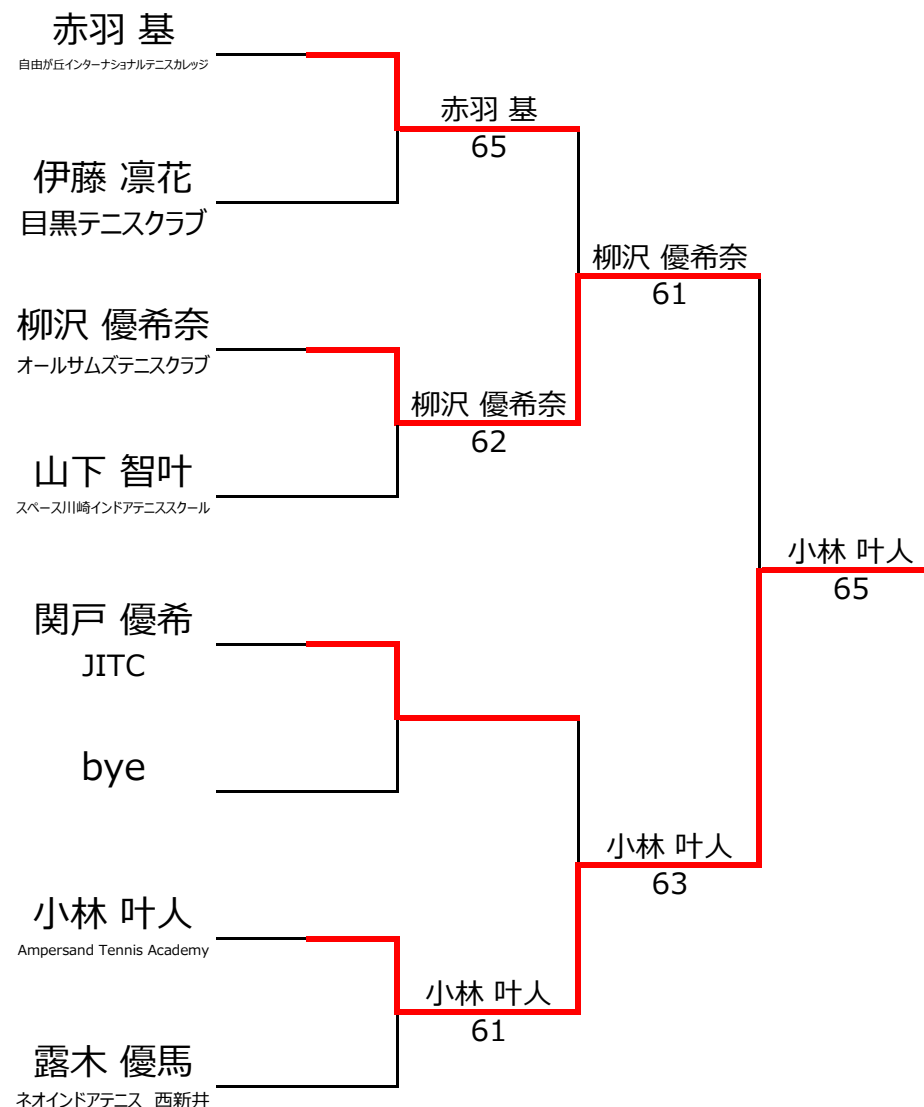 赤羽 基
自由が丘インターナショナルテニスカレッジ
赤羽 基
65
伊藤 凛花
目黒テニスクラブ
柳沢 優希奈
61
柳沢 優希奈
オールサムズテニスクラブ
柳沢 優希奈
62
山下 智叶
スペース川崎インドアテニススクール
小林 叶人
65
関戸 優希
JITC
bye
小林 叶人
63
小林 叶人
Ampersand Tennis Academy
小林 叶人
61
露木 優馬
ネオインドアテニス 西新井